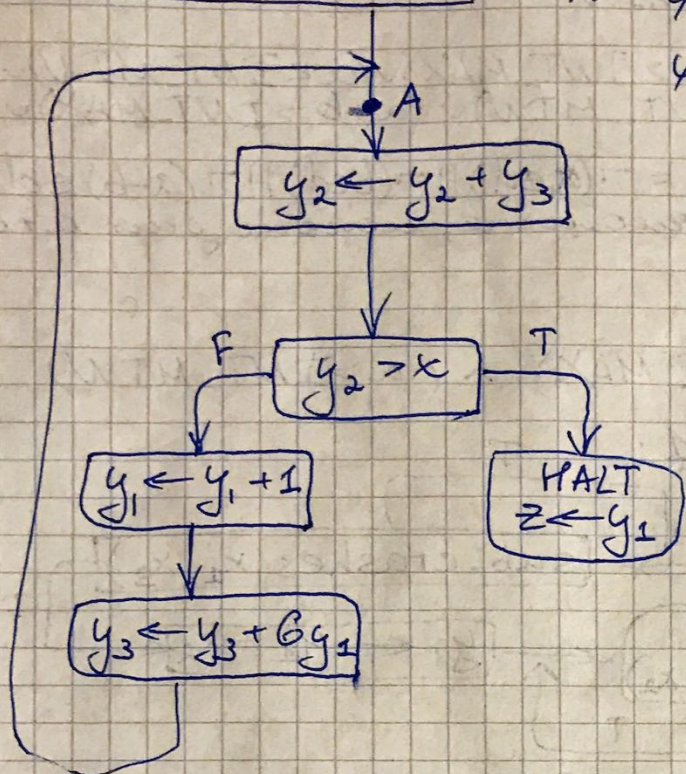 A
y₂ ← y₂ + y₃
F
y₂ > x
T
y₁ ← y₁ + 1
HALT
z ← y₁
y₃ ← y₃ + 6y₁